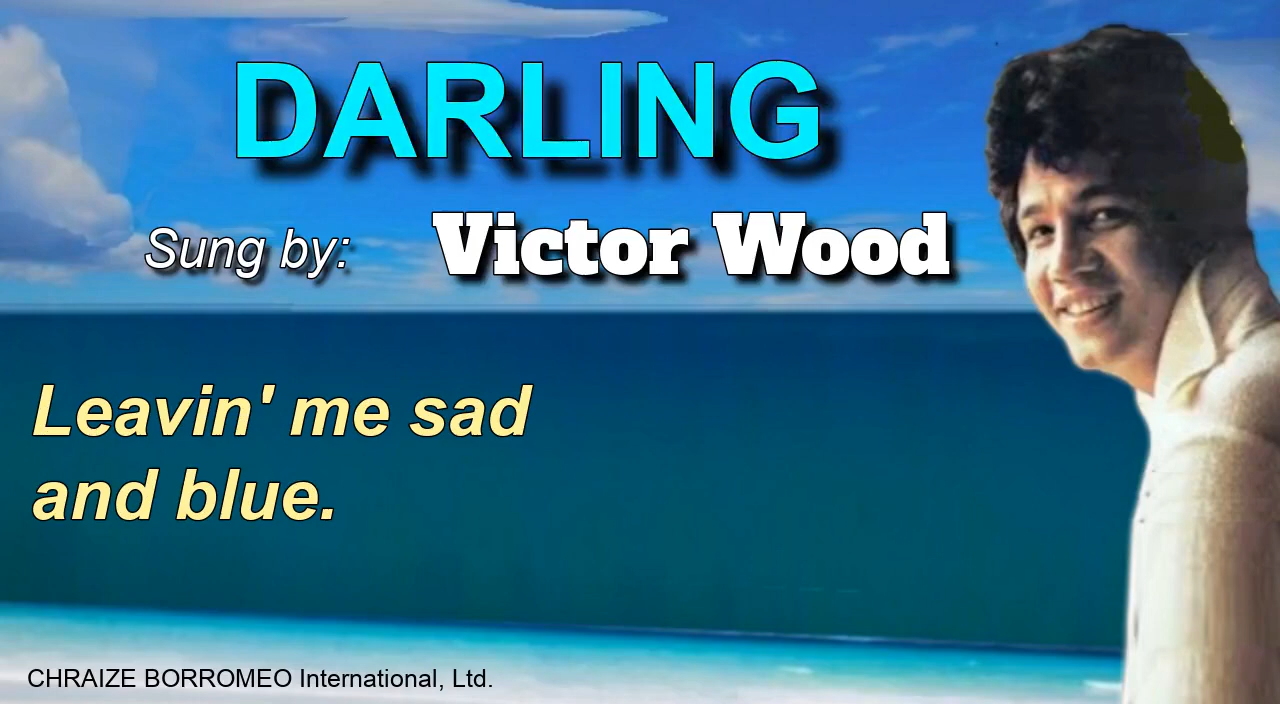 DARLING
Sung by: Victor Wood
Leavin' me sad
and blue.
CHRAIZE BORROMEO International, Ltd.